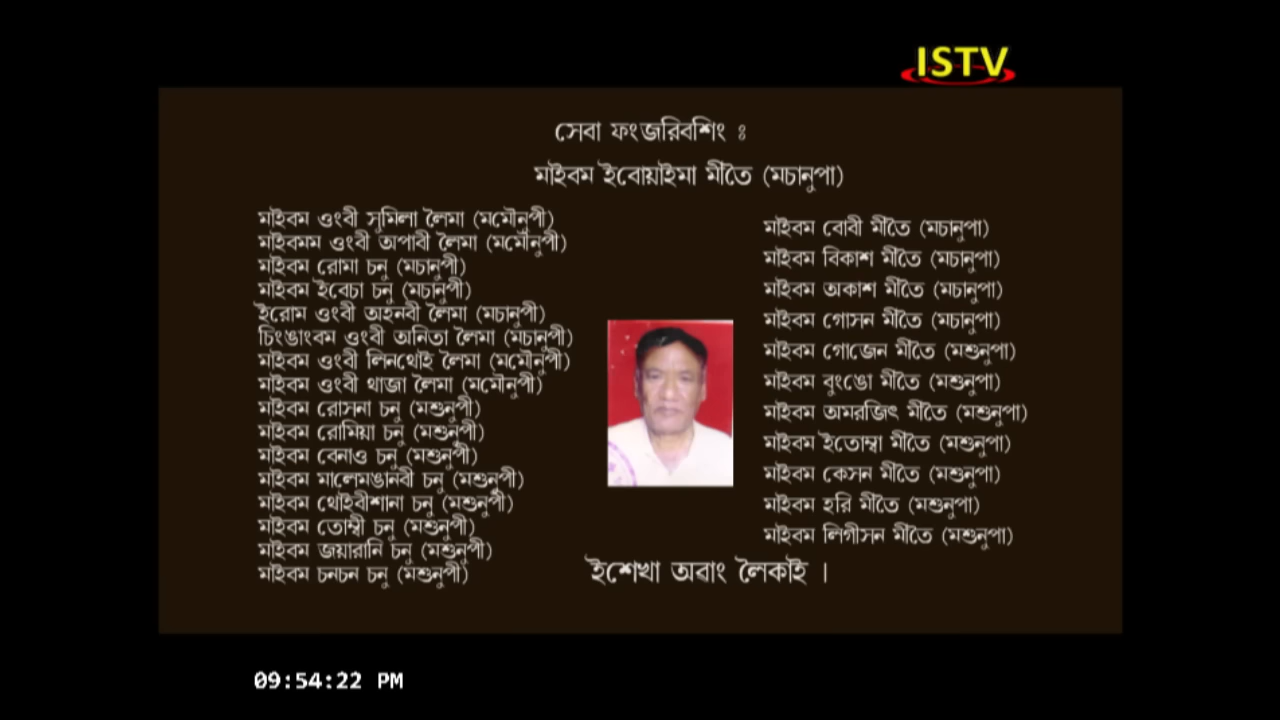 ISTV
সেবা ফংজরিবশিং ঃ
মাইবম ইবোয়াইমা মীতৈ (মচানুপা)
মাইবম ওংবী সুমিলা লৈমা (মমৌনুপী)
মাইবমম ওংবী অপাবী লৈমা (মমৌনুপী)
মাইবম রোমা চনু (মচানুপী)
মাইবম ইবেচা চনু (মচানুপী)
ইরোম ওংবী অহনবী লৈমা (মচানুপী)
চিংঙাংবম ওংবী অনিতা লৈমা (মচানুপী)
মাইবম ওংবী লিনথোই লৈমা (মমৌনুপী)
মাইবম ওংবী থাজা লৈমা (মমৌনুপী)
মাইবম রোসনা চনু (মশুনুপী)
মাইবম রোমিয়া চনু (মশুনুপী)
মাইবম বেনাও চনু (মশুনুপী)
মাইবম মালেমঙানবী চনু (মশুনুপী)
মাইবম থোইবীশানা চনু (মশুনুপী)
মাইবম তোম্বী চনু (মশুনুপী)
মাইবম জয়ারানি চনু (মশুনুপী)
মাইবম চনচন চনু (মশুনুপী)
মাইবম বোবী মীতৈ (মচানুপা)
মাইবম বিকাশ মীতৈ (মচানুপা)
মাইবম অকাশ মীতৈ (মচানুপা)
মাইবম গোসন মীতৈ (মচানুপা)
মাইবম গোজেন মীতৈ (মশুনুপা)
মাইবম বুংঙো মীতৈ (মশুনুপা)
মাইবম অমরজিৎ মীতৈ (মশুনুপা)
মাইবম ইতোম্বা মীতৈ (মশুনুপা)
মাইবম কেসন মীতৈ (মশুনুপা)
মাইবম হরি মীতৈ (মশুনুপা)
মাইবম লিগীসন মীতৈ (মশুনুপা)
ইশেখা অৱাং লৈকাই ।
09:54:22 PM